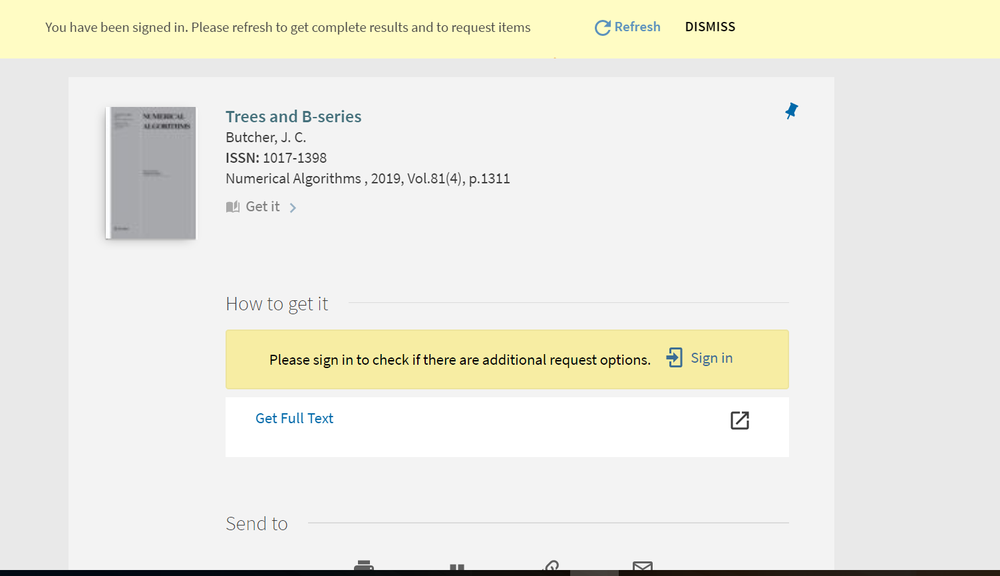 You have been signed in. Please refresh to get complete results and to request items
Refresh
DISMISS
NUMERICAL
ALGORITHMS
Trees and B-series
Butcher, J. C.
ISSN: 1017-1398
Numerical Algorithms , 2019, Vol.81(4), p.1311
Get it
How to get it
Please sign in to check if there are additional request options.
Sign in
Get Full Text
Send to